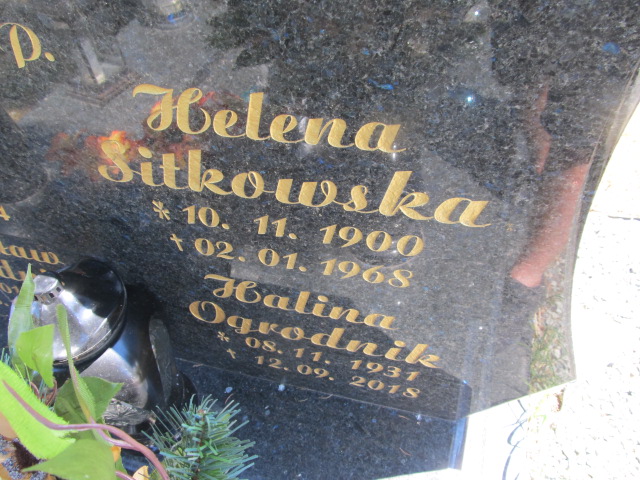 P.
Helena
Sitkowska
* 10. 11. 1900
† 02. 01. 1968
Halina
Ogrodnik
* 08. 11. 1931
† 12. 09. 2018